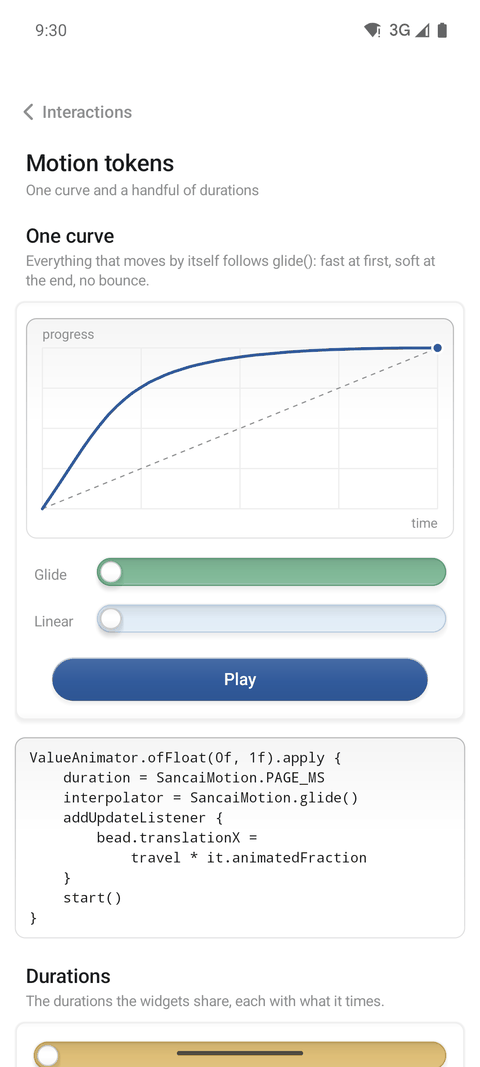 9:30
3G
Interactions
Motion tokens
One curve and a handful of durations
One curve
Everything that moves by itself follows glide(): fast at first, soft at
the end, no bounce.
progress
time
Glide
Linear
Play
ValueAnimator.ofFloat(0f, 1f).apply {
    duration = SancaiMotion.PAGE_MS
    interpolator = SancaiMotion.glide()
    addUpdateListener {
        bead.translationX =
            travel * it.animatedFraction
    }
    start()
}
Durations
The durations the widgets share, each with what it times.